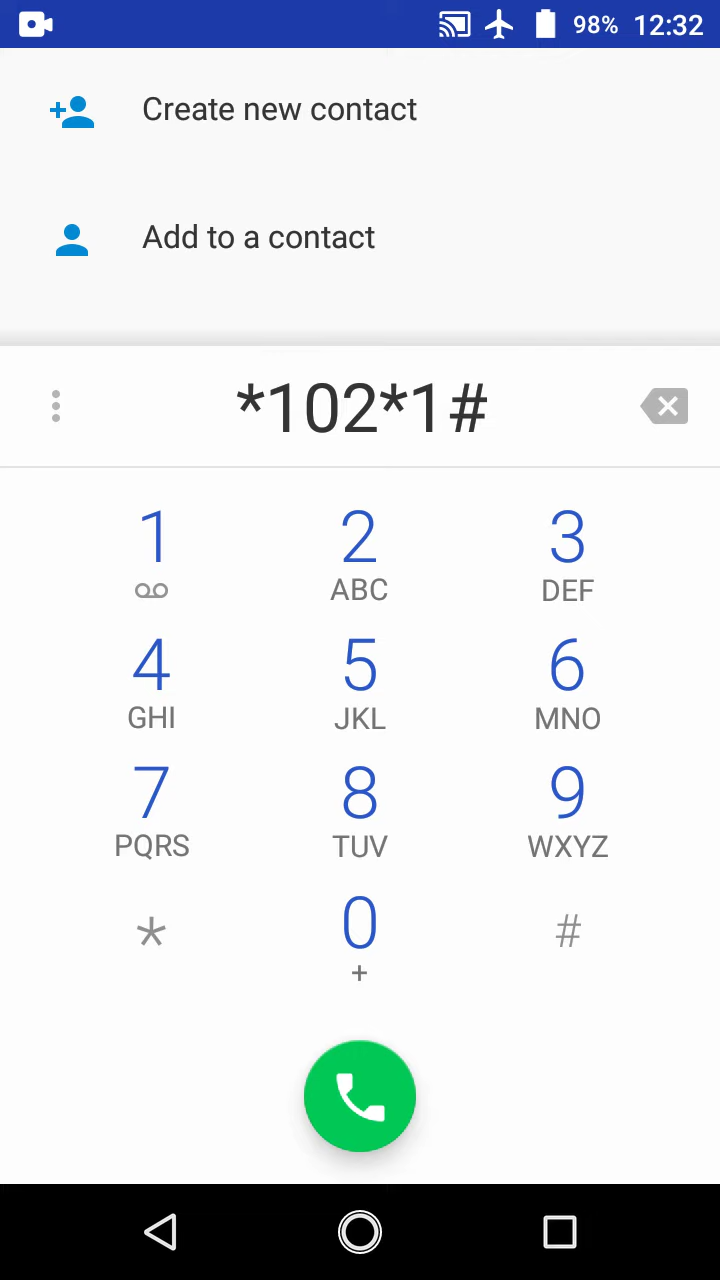 98% 12:32
Create new contact
Add to a contact
*102*1#
1 2 3
ABC DEF
4 5 6
GHI JKL MNO
7 8 9
PQRS TUV WXYZ
* 0 #
+